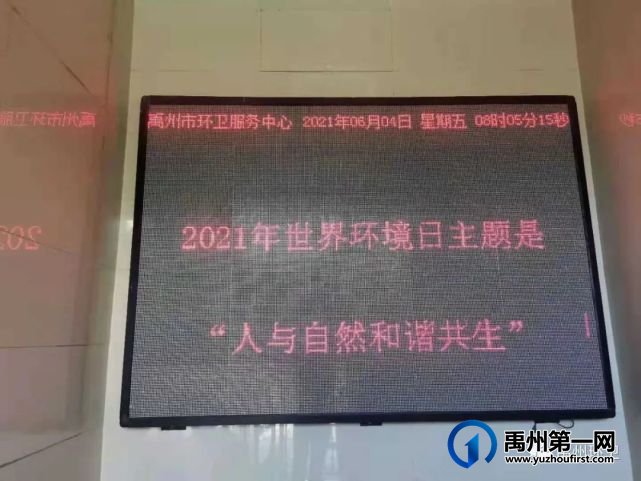 禹州市环卫服务中心 2021年06月04日 星期五 08时05分15秒
2021年世界环境日主题是
“人与自然和谐共生”
禹州第一网
www.yuzhoufirst.com